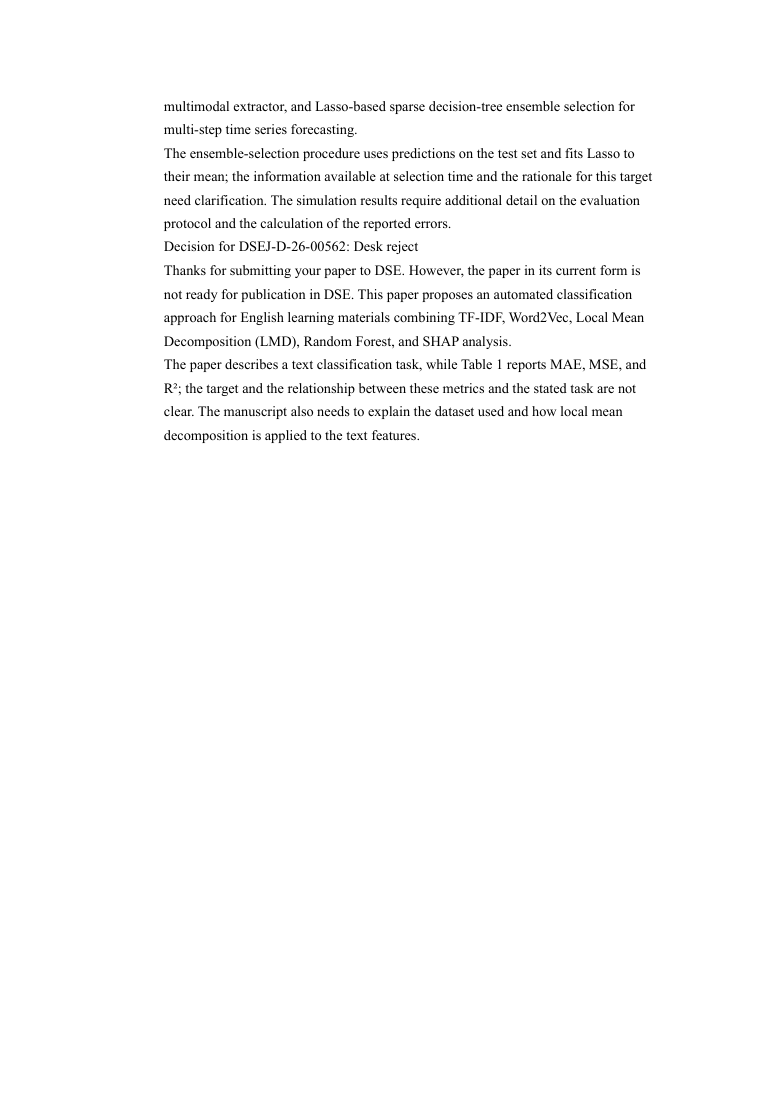 multimodal extractor, and Lasso-based sparse decision-tree ensemble selection for
multi-step time series forecasting.
The ensemble-selection procedure uses predictions on the test set and fits Lasso to
their mean; the information available at selection time and the rationale for this target
need clarification. The simulation results require additional detail on the evaluation
protocol and the calculation of the reported errors.
Decision for DSEJ-D-26-00562: Desk reject
Thanks for submitting your paper to DSE. However, the paper in its current form is
not ready for publication in DSE. This paper proposes an automated classification
approach for English learning materials combining TF-IDF, Word2Vec, Local Mean
Decomposition (LMD), Random Forest, and SHAP analysis.
The paper describes a text classification task, while Table 1 reports MAE, MSE, and
R²; the target and the relationship between these metrics and the stated task are not
clear. The manuscript also needs to explain the dataset used and how local mean
decomposition is applied to the text features.